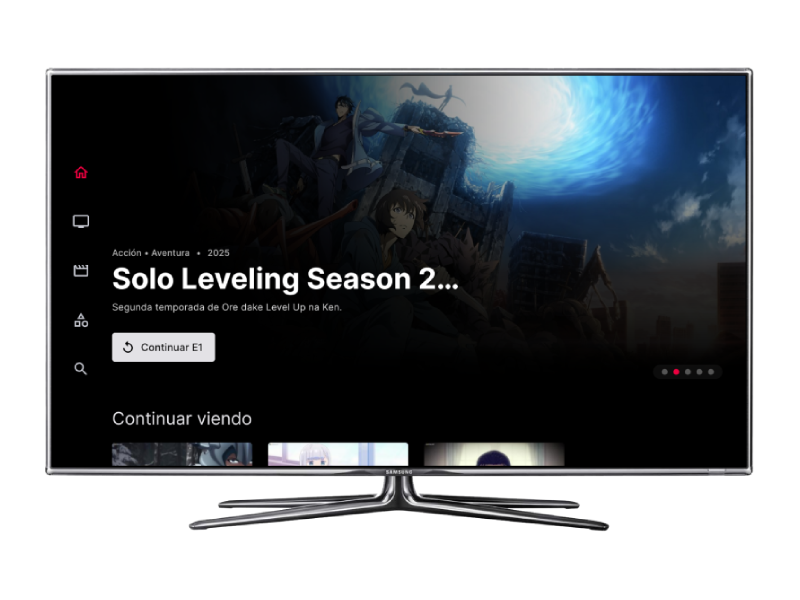 Acción • Aventura • 2025
Solo Leveling Season 2...
Segunda temporada de Ore dake Level Up na Ken.
Continuar E1
Continuar viendo
SAMSUNG